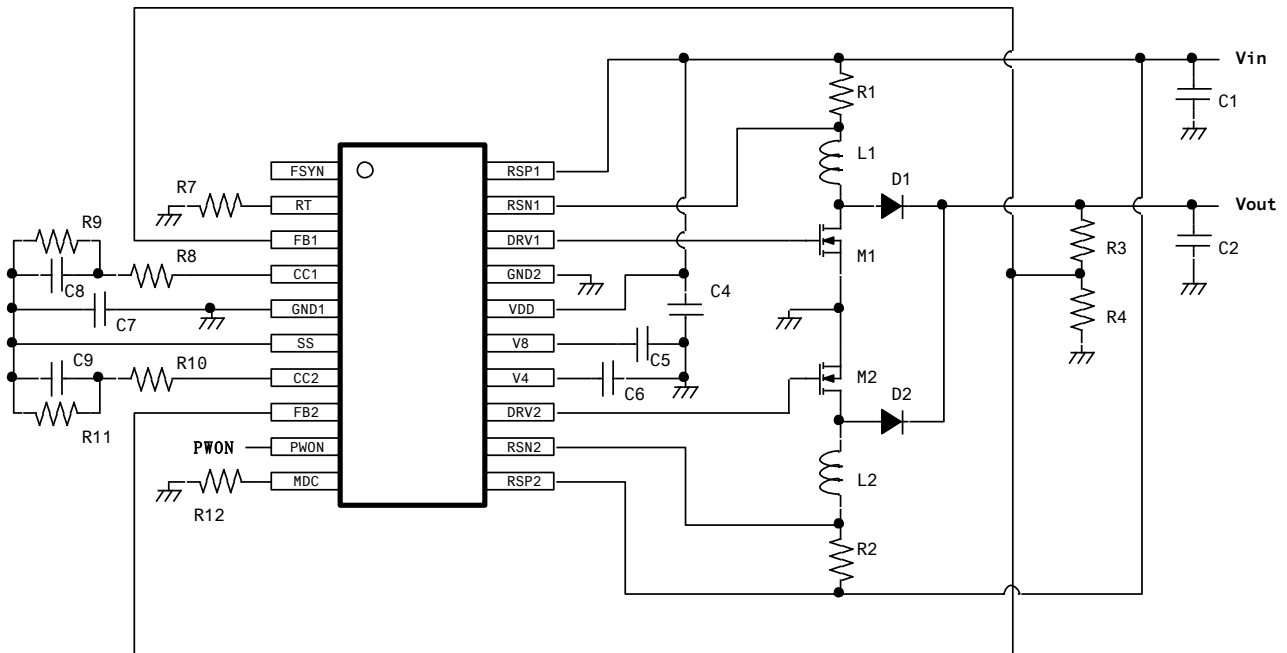 Vin
R1
C1
L1
R7
FSYN
RSP1
D1
RT
RSN1
Vout
R9
FB1
DRV1
M1
R3
C2
R8
CC1
GND2
C8
C4
GND1
VDD
R4
C7
SS
V8
C5
C9
R10
CC2
V4
C6
M2
FB2
DRV2
D2
R11
PWON
PWON
RSN2
L2
MDC
RSP2
R12
R2